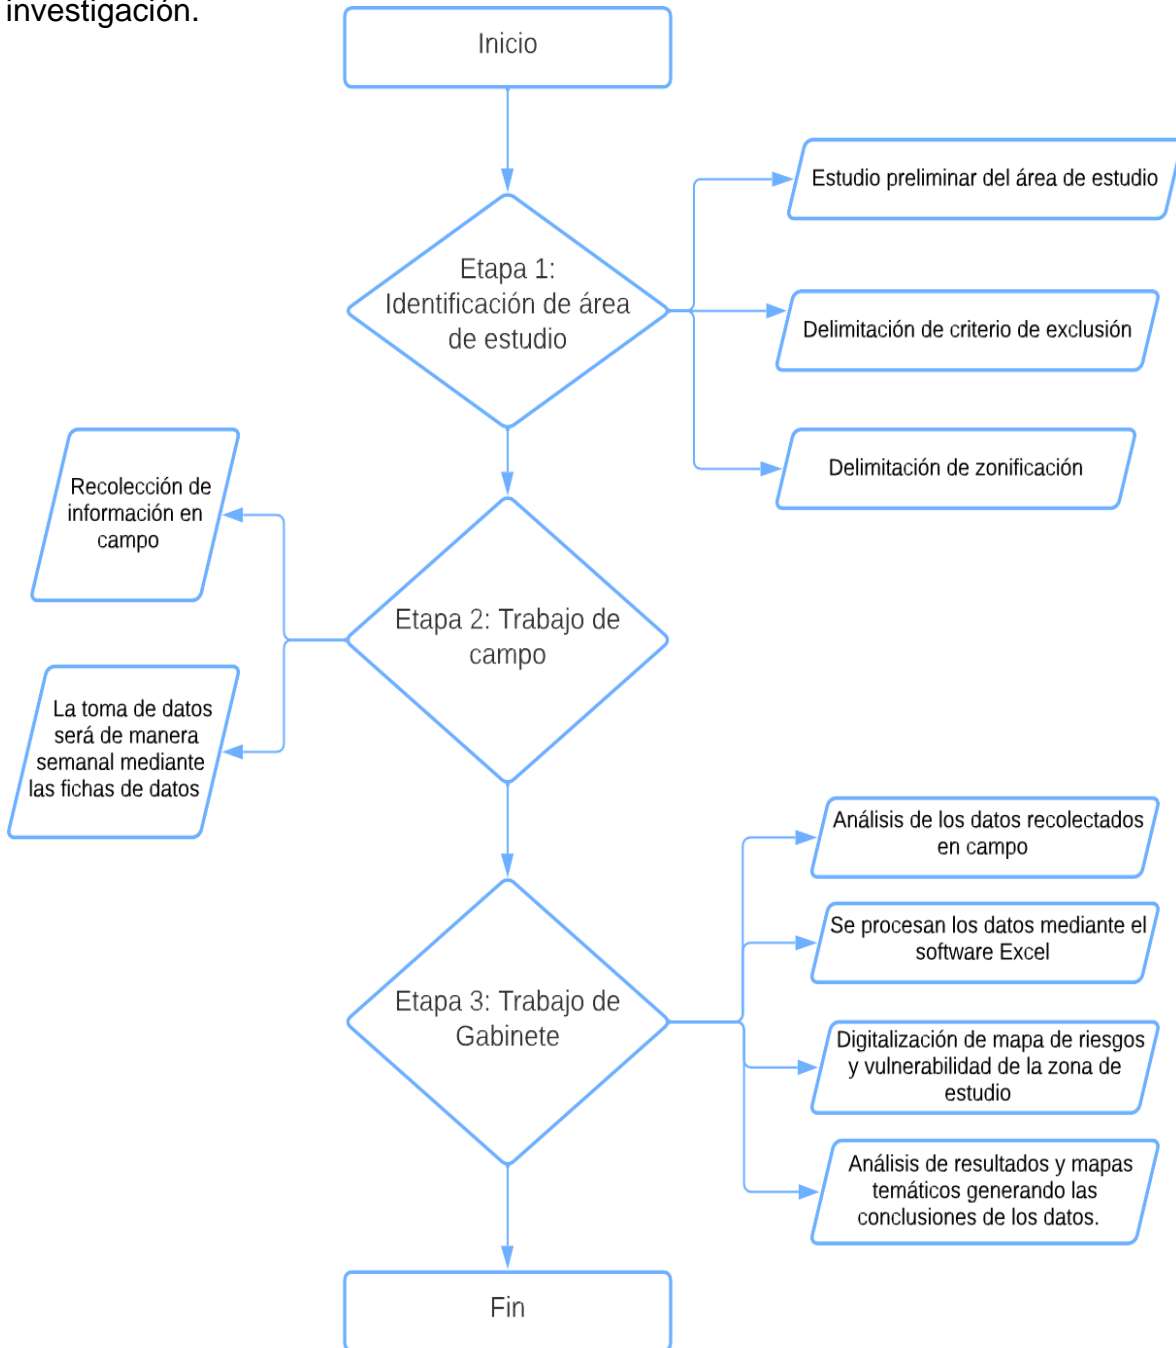 investigación.
Inicio
Etapa 1:
Identificación de área
de estudio
Estudio preliminar del área de estudio
Delimitación de criterio de exclusión
Delimitación de zonificación
Etapa 2: Trabajo de
campo
Recolección de
información en
campo
La toma de datos
será de manera
semanal mediante
las fichas de datos
Etapa 3: Trabajo de
Gabinete
Análisis de los datos recolectados
en campo
Se procesan los datos mediante el
software Excel
Digitalización de mapa de riesgos
y vulnerabilidad de la zona de
estudio
Análisis de resultados y mapas
temáticos generando las
conclusiones de los datos.
Fin